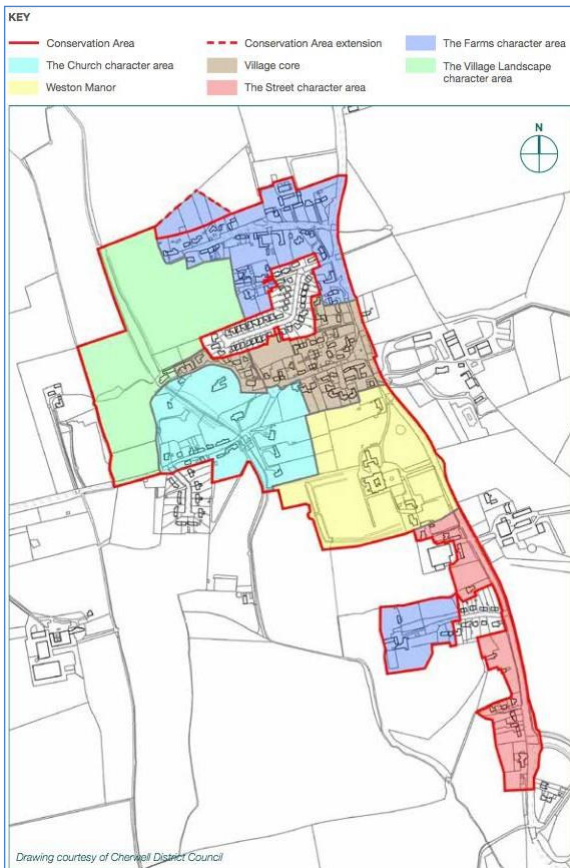 KEY
Conservation Area
Conservation Area extension
The Farms character area
The Church character area
Village core
The Village Landscape
character area
Weston Manor
The Street character area
N
Drawing courtesy of Cherwell District Council